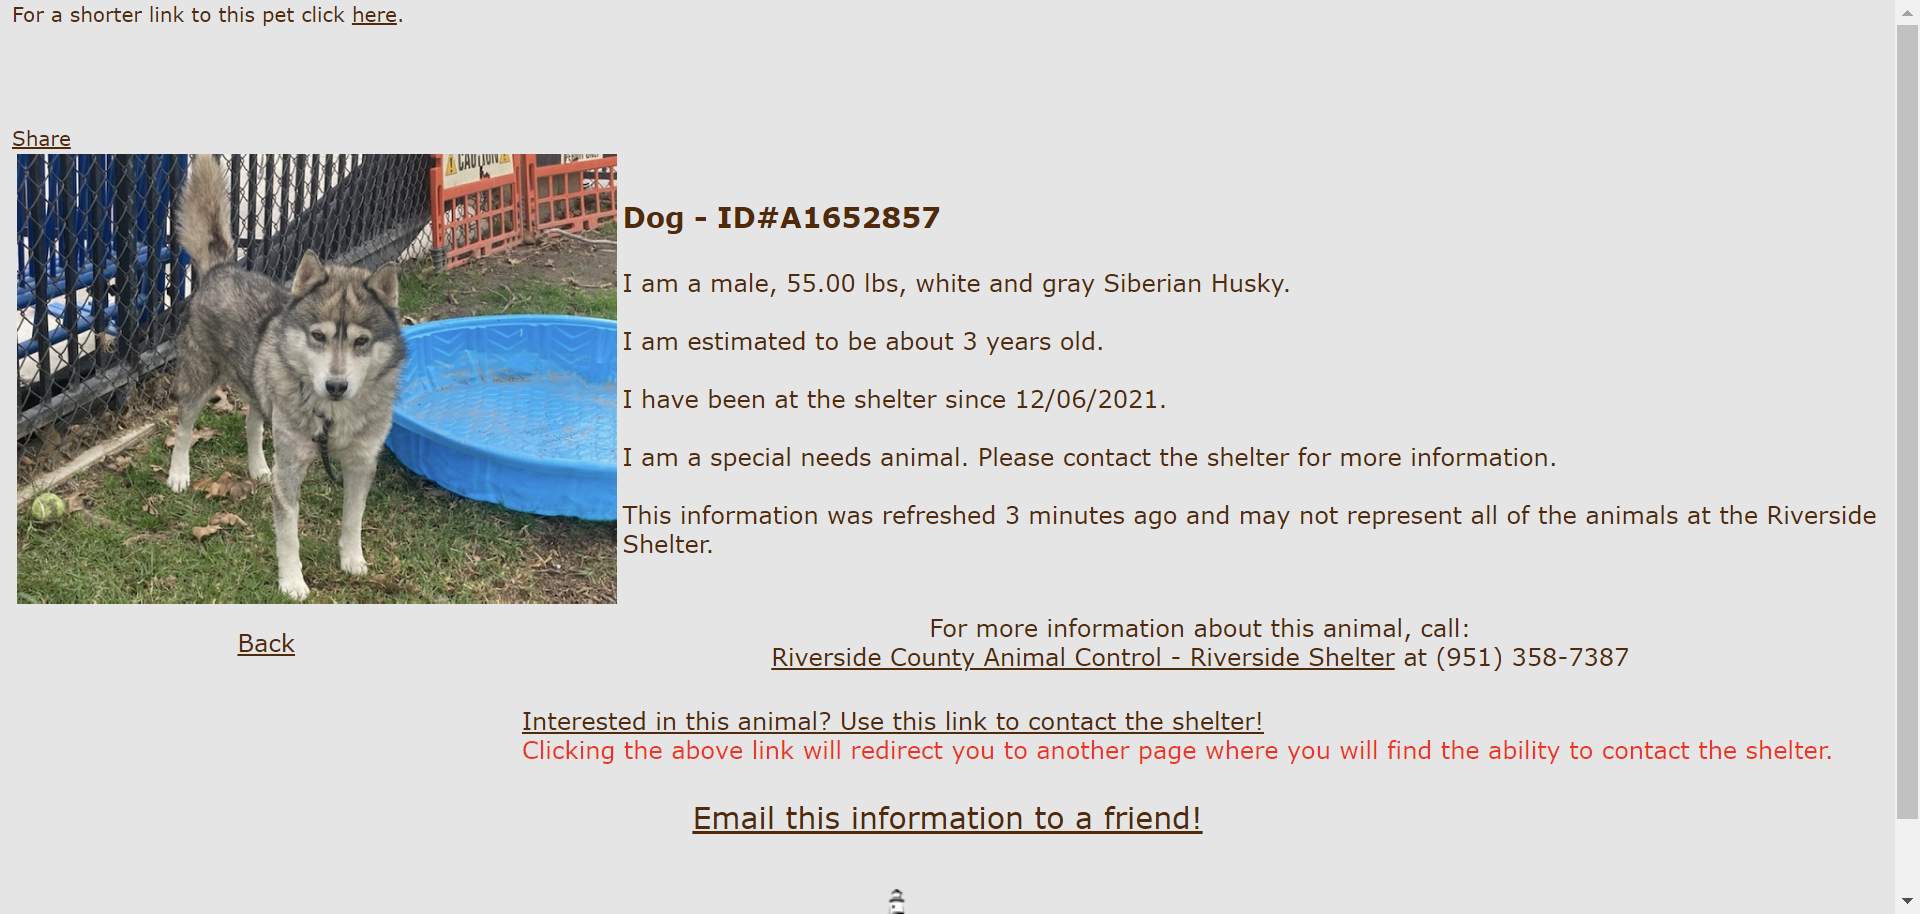 For a shorter link to this pet click here.
Share
CAUTION
Dog - ID#A1652857
I am a male, 55.00 lbs, white and gray Siberian Husky.
I am estimated to be about 3 years old.
I have been at the shelter since 12/06/2021.
I am a special needs animal. Please contact the shelter for more information.
This information was refreshed 3 minutes ago and may not represent all of the animals at the Riverside
Shelter.
Back
For more information about this animal, call:
Riverside County Animal Control - Riverside Shelter at (951) 358-7387
Interested in this animal? Use this link to contact the shelter!
Clicking the above link will redirect you to another page where you will find the ability to contact the shelter.
Email this information to a friend!